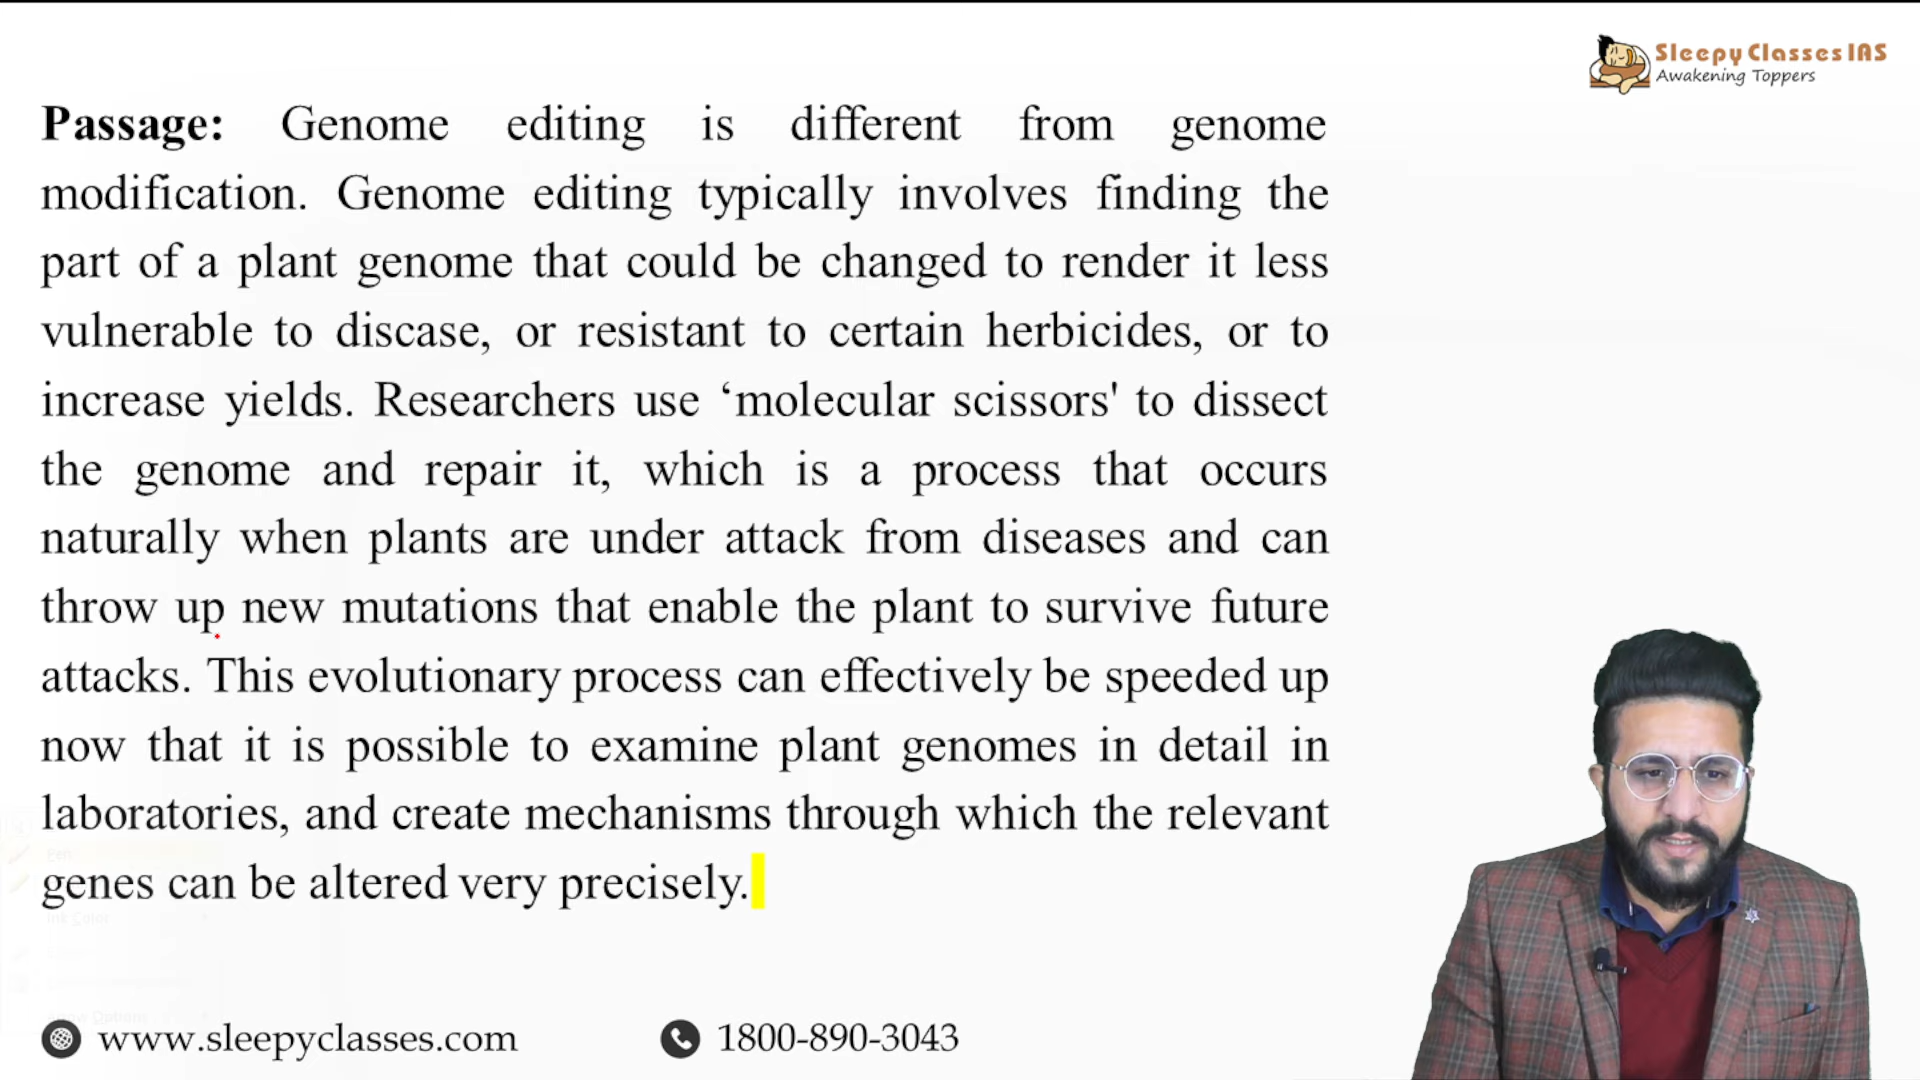 Sleepy Classes IAS
Awakening Toppers
Passage: Genome editing is different from genome
modification. Genome editing typically involves finding the
part of a plant genome that could be changed to render it less
vulnerable to discase, or resistant to certain herbicides, or to
increase yields. Researchers use ‘molecular scissors' to dissect
the genome and repair it, which is a process that occurs
naturally when plants are under attack from diseases and can
throw up new mutations that enable the plant to survive future
attacks. This evolutionary process can effectively be speeded up
now that it is possible to examine plant genomes in detail in
laboratories, and create mechanisms through which the relevant
Pen
genes can be altered very precisely.
Ink Color
Arrow Options
www.sleepyclasses.com
1800-890-3043